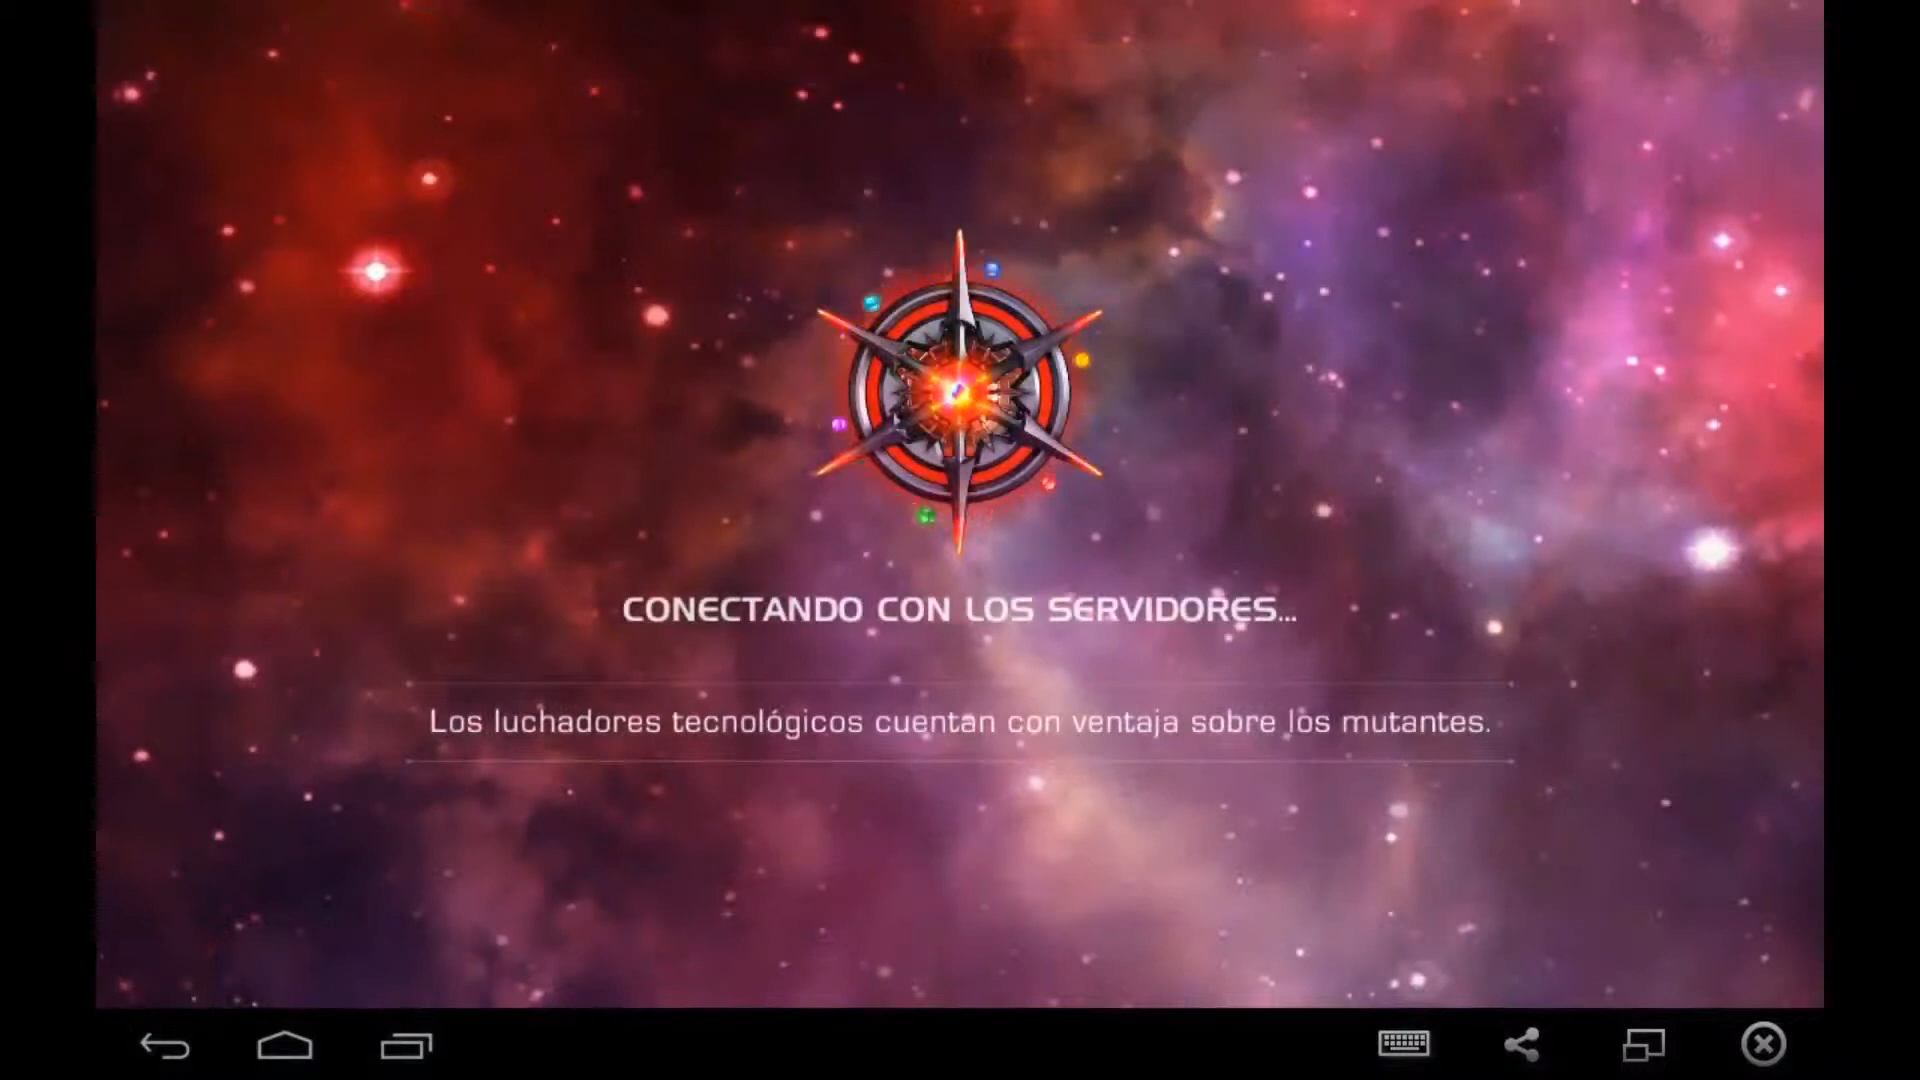 CONECTANDO CON LOS SERVIDORES...
Los luchadores tecnológicos cuentan con ventaja sobre los mutantes.